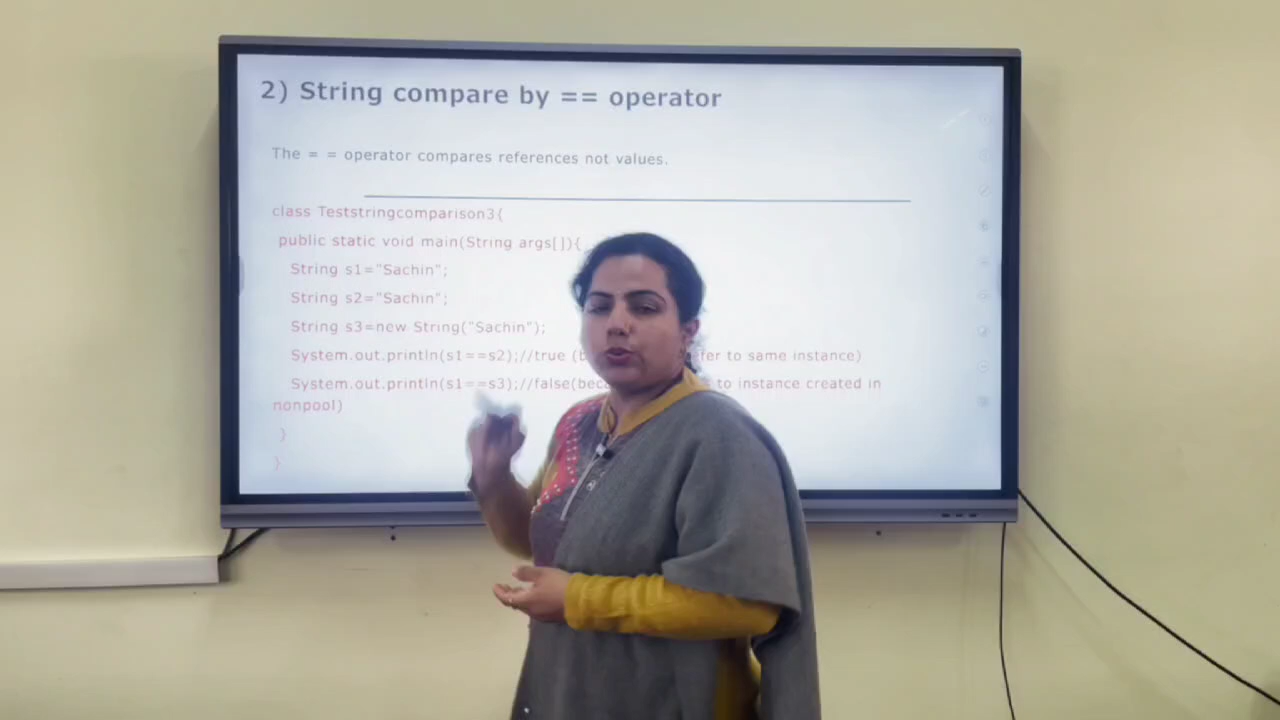 2) String compare by == operator
The = = operator compares references not values.
class Teststringcomparison3{
public static void main(String args[]){
String s1="Sachin";
String s2="Sachin";
String s3=new String("Sachin");
System.out.println(s1==s2);//true ( to same instance)
System.out.println(s1==s3);//false( to instance created in
nonpool)
}
}